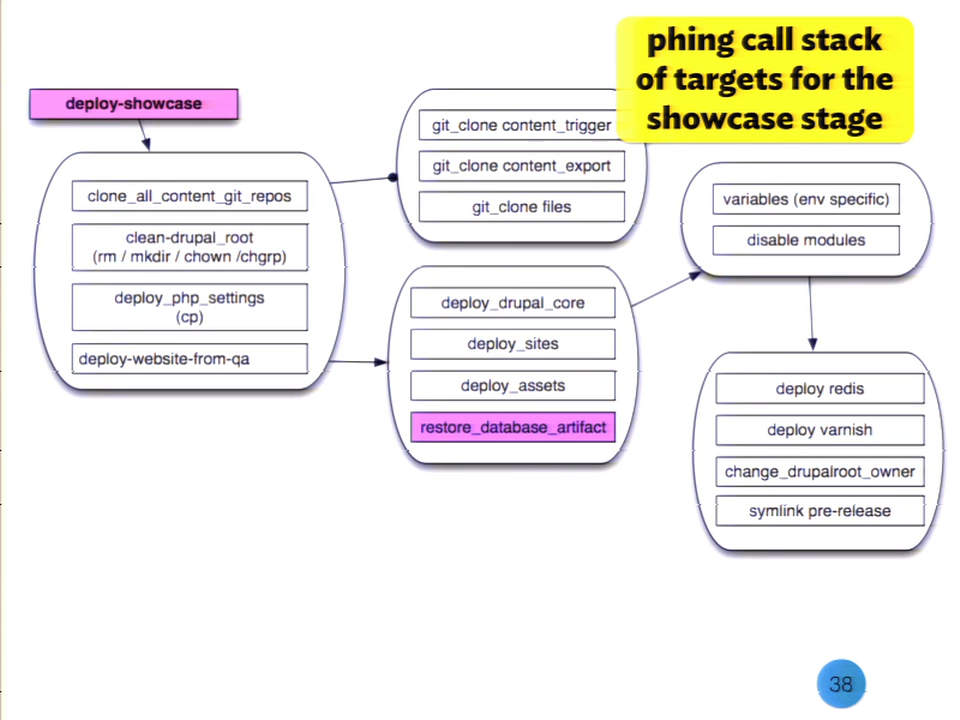 phing call stack
of targets for the
showcase stage
deploy-showcase
clone_all_content_git_repos
clean-drupal_root
(rm / mkdir / chown /chgrp)
deploy_php_settings
(cp)
deploy-website-from-qa
git_clone content_trigger
git_clone content_export
git_clone files
deploy_drupal_core
deploy_sites
deploy_assets
restore_database_artifact
variables (env specific)
disable modules
deploy redis
deploy varnish
change_drupalroot_owner
symlink pre-release
38